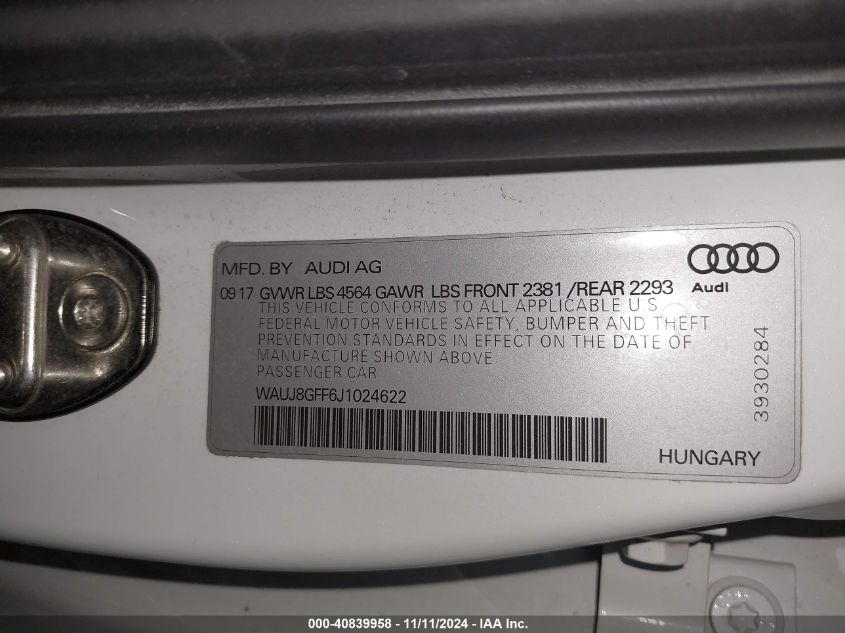 MFD. BY AUDI AG
Audi
09 17 GVWR LBS 4564 GAWR LBS FRONT 2381 /REAR 2293
THIS VEHICLE CONFORMS TO ALL APPLICABLE U S
FEDERAL MOTOR VEHICLE SAFETY, BUMPER AND THEFT
PREVENTION STANDARDS IN EFFECT ON THE DATE OF
MANUFACTURE SHOWN ABOVE
PASSENGER CAR
WAUJ8GFF6J1024622
HUNGARY
3930284
000-40839958 - 11/11/2024 - IAAI.com